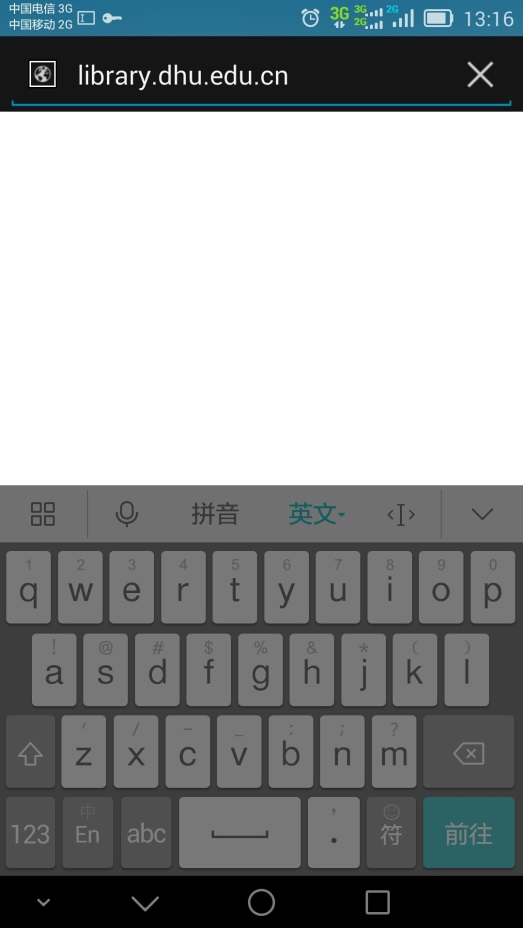 中国电信 3G
中国移动 2G
3G 3G 2G 2G 13:16
library.dhu.edu.cn
拼音 英文
1 2 3 4 5 6 7 8 9 0
q w e r t y u i o p
! @ # $ % & * ( )
a s d f g h j k l
' / - _ : ; ?
z x c v b n m
中 ,
123 En abc . 符 前往